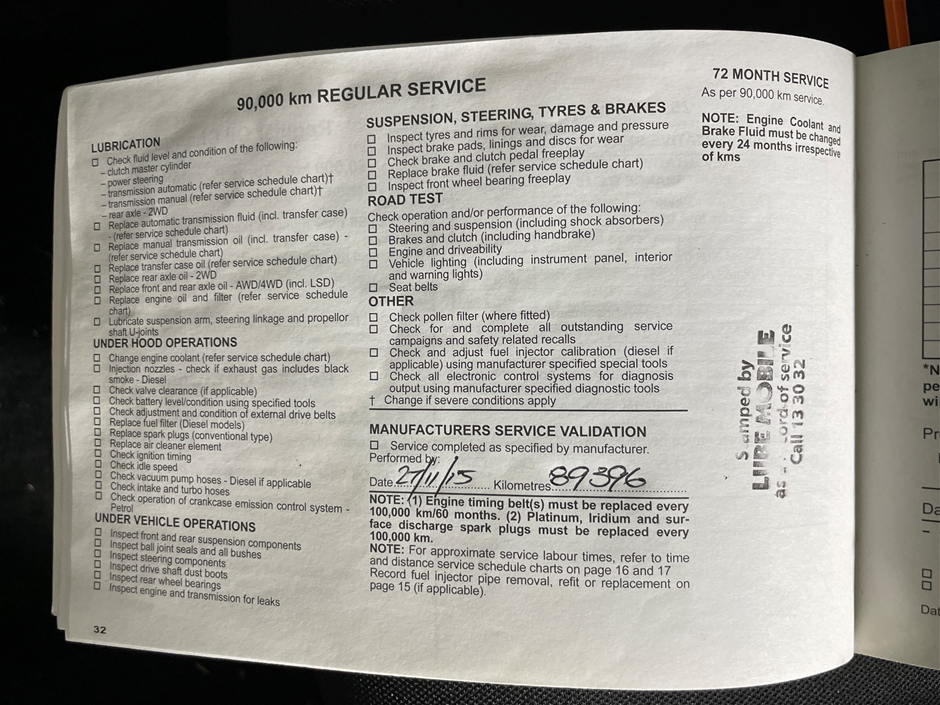 90,000 km REGULAR SERVICE
LUBRICATION
☐ Check fluid level and condition of the following:
– clutch master cylinder
– power steering
– transmission automatic (refer service schedule chart)†
– transmission manual (refer service schedule chart)†
– rear axle - 2WD
☐ Replace automatic transmission fluid (incl. transfer case)
- (refer service schedule chart)
☐ Replace manual transmission oil (incl. transfer case) -
(refer service schedule chart)
☐ Replace transfer case oil (refer service schedule chart)
☐ Replace rear axle oil - 2WD
☐ Replace front and rear axle oil - AWD/4WD (incl. LSD)
☐ Replace engine oil and filter (refer service schedule
chart)
☐ Lubricate suspension arm, steering linkage and propellor
shaft U-joints
UNDER HOOD OPERATIONS
☐ Change engine coolant (refer service schedule chart)
☐ Injection nozzles - check if exhaust gas includes black
smoke - Diesel
☐ Check valve clearance (if applicable)
☐ Check battery level/condition using specified tools
☐ Check adjustment and condition of external drive belts
☐ Replace fuel filter (Diesel models)
☐ Replace spark plugs (conventional type)
☐ Replace air cleaner element
☐ Check ignition timing
☐ Check idle speed
☐ Check vacuum pump hoses - Diesel if applicable
☐ Check intake and turbo hoses
☐ Check operation of crankcase emission control system -
Petrol
UNDER VEHICLE OPERATIONS
☐ Inspect front and rear suspension components
☐ Inspect ball joint seals and all bushes
☐ Inspect steering components
☐ Inspect drive shaft dust boots
☐ Inspect rear wheel bearings
☐ Inspect engine and transmission for leaks
32
SUSPENSION, STEERING, TYRES & BRAKES
☐ Inspect tyres and rims for wear, damage and pressure
☐ Inspect brake pads, linings and discs for wear
☐ Check brake and clutch pedal freeplay
☐ Replace brake fluid (refer service schedule chart)
☐ Inspect front wheel bearing freeplay
ROAD TEST
Check operation and/or performance of the following:
☐ Steering and suspension (including shock absorbers)
☐ Brakes and clutch (including handbrake)
☐ Engine and driveability
☐ Vehicle lighting (including instrument panel, interior
and warning lights)
☐ Seat belts
OTHER
☐ Check pollen filter (where fitted)
☐ Check for and complete all outstanding service
campaigns and safety related recalls
☐ Check and adjust fuel injector calibration (diesel if
applicable) using manufacturer specified special tools
☐ Check all electronic control systems for diagnosis
output using manufacturer specified diagnostic tools
† Change if severe conditions apply
MANUFACTURERS SERVICE VALIDATION
☐ Service completed as specified by manufacturer.
Performed by:
Date 27/11/15 Kilometres 89396
NOTE: (1) Engine timing belt(s) must be replaced every
100,000 km/60 months. (2) Platinum, Iridium and sur-
face discharge spark plugs must be replaced every
100,000 km.
NOTE: For approximate service labour times, refer to time
and distance service schedule charts on page 16 and 17
Record fuel injector pipe removal, refit or replacement on
page 15 (if applicable).
72 MONTH SERVICE
As per 90,000 km service.
NOTE: Engine Coolant and
Brake Fluid must be changed
every 24 months irrespective
of kms
S amped by
LUBE MOBILE
as ord of service
Call 13 30 32
*N
pe
wi
Pr
Da
☐
☐
Dat